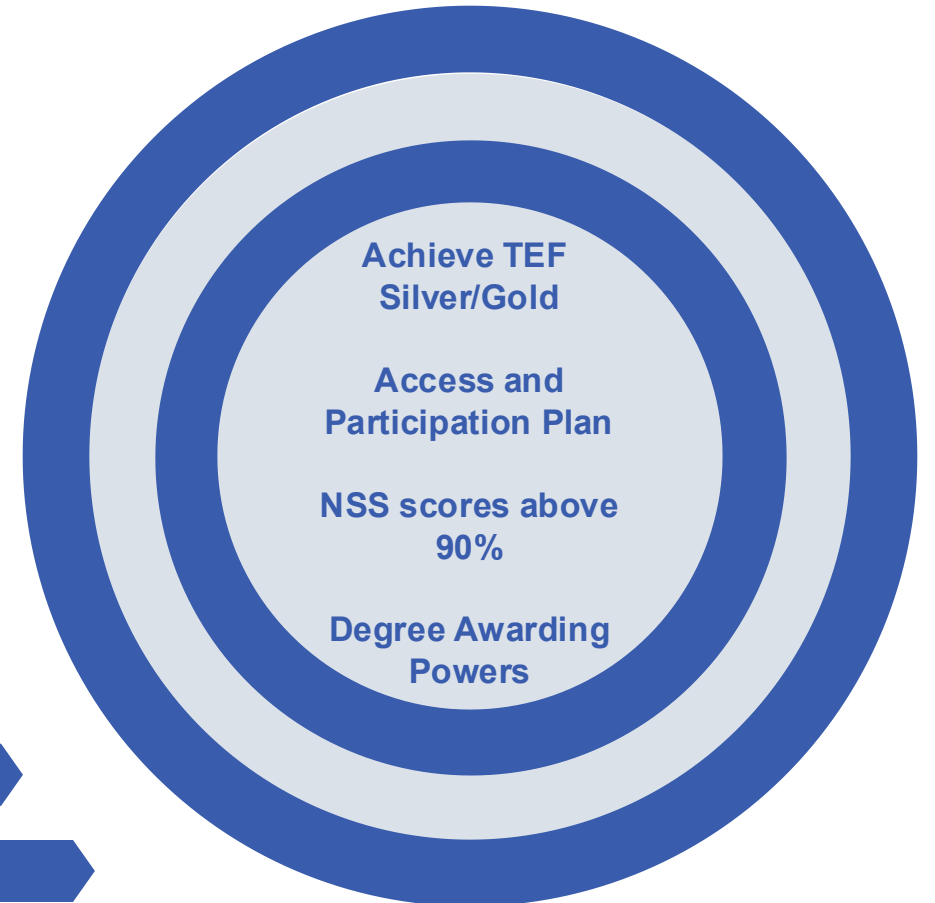 Achieve TEF
Silver/Gold
Access and
Participation Plan
NSS scores above
90%
Degree Awarding
Powers